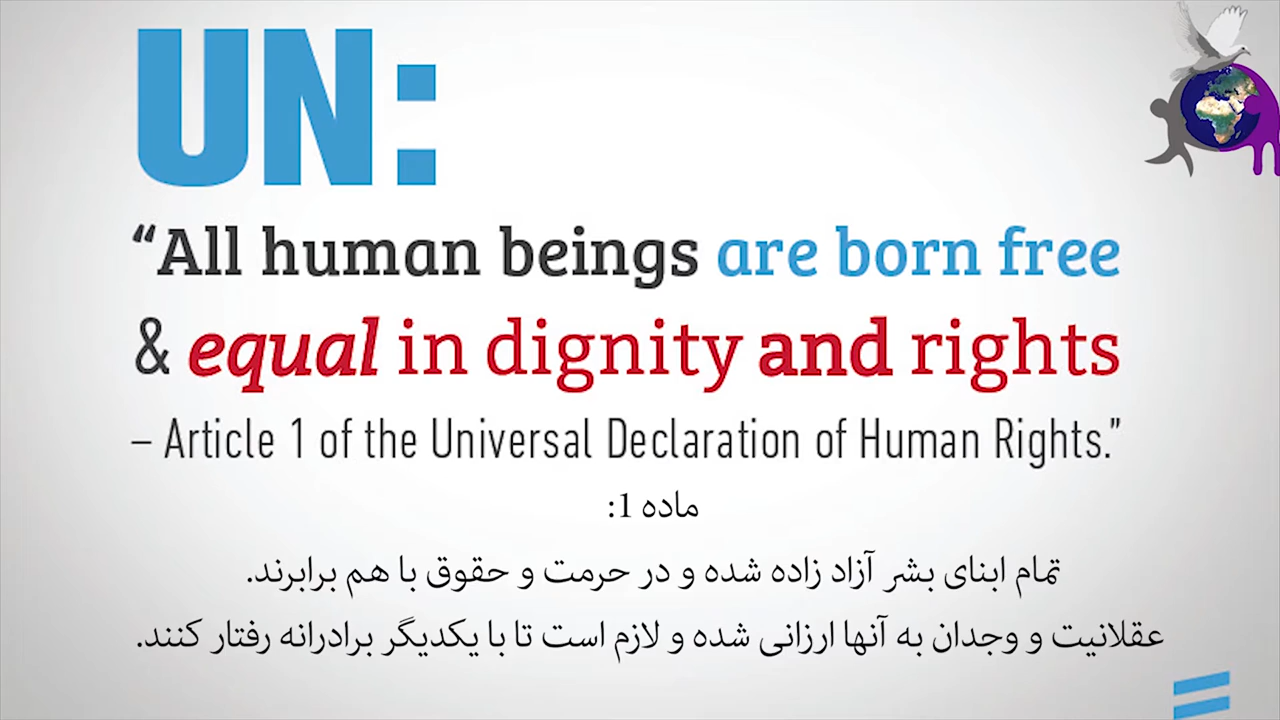 UN:
“All human beings are born free
& equal in dignity and rights
– Article 1 of the Universal Declaration of Human Rights.”
ماده 1:
تمام ابنای بشر آزاد زاده شده و در حرمت و حقوق با هم برابرند.
عقلانیت و وجدان به آنها ارزانی شده و لازم است تا با یکدیگر برادرانه رفتار کنند.